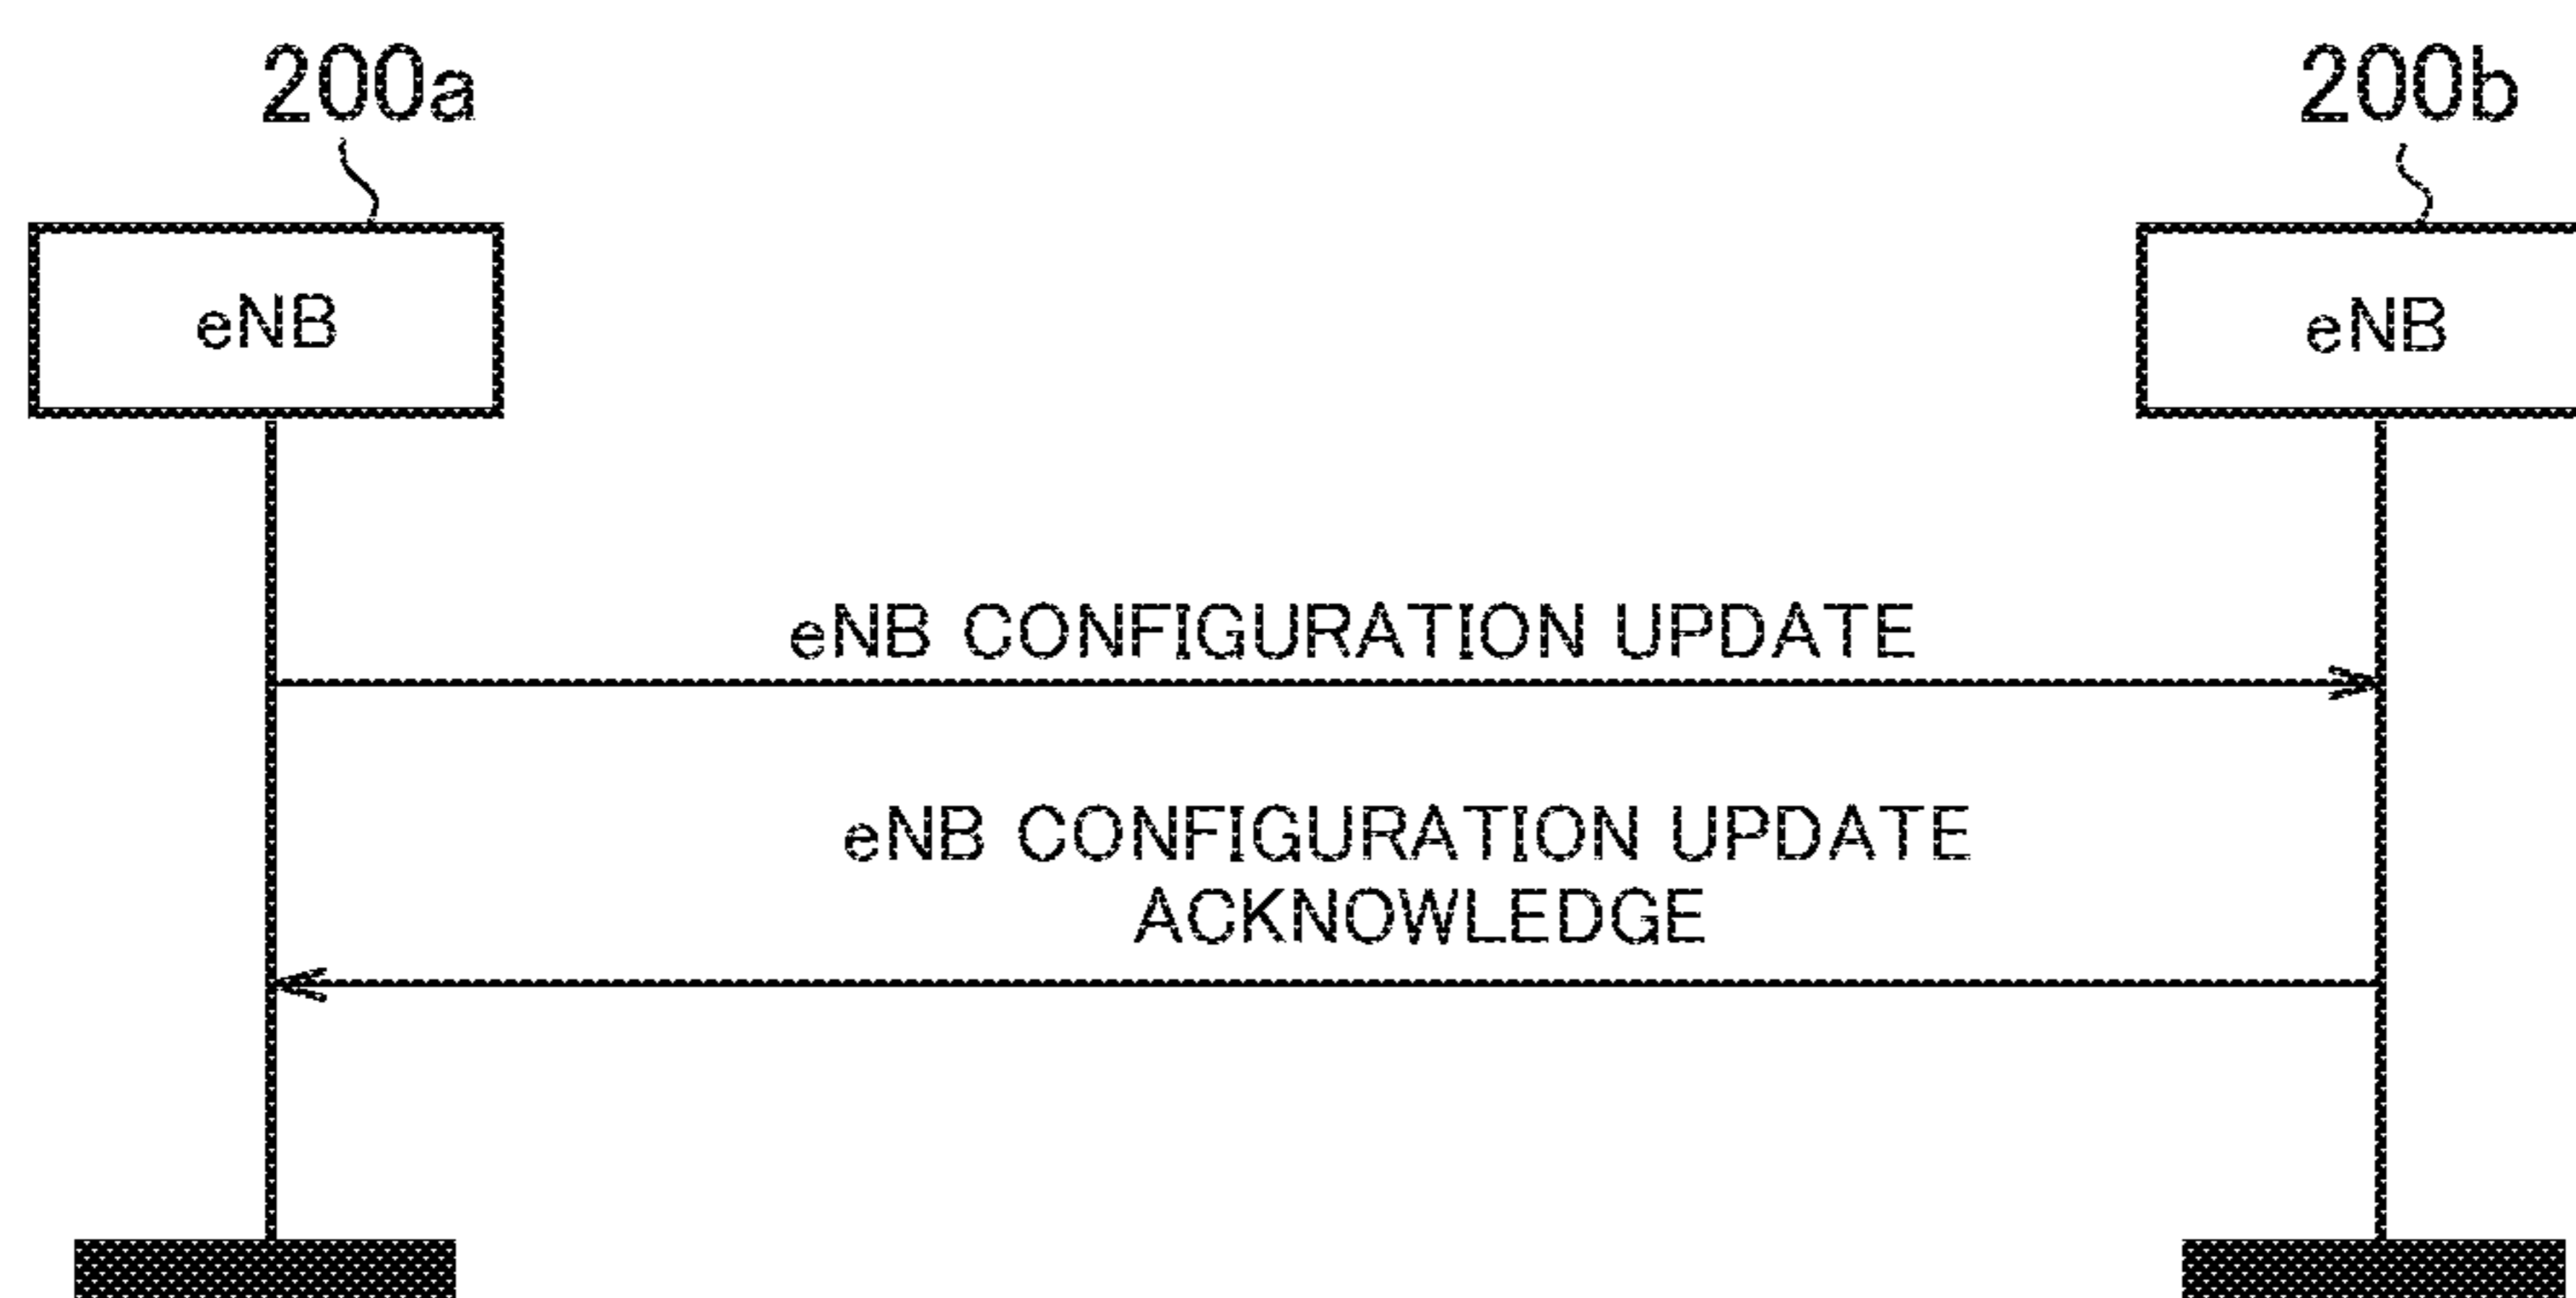 200a
200b
eNB
eNB
eNB CONFIGURATION UPDATE
eNB CONFIGURATION UPDATE
ACKNOWLEDGE